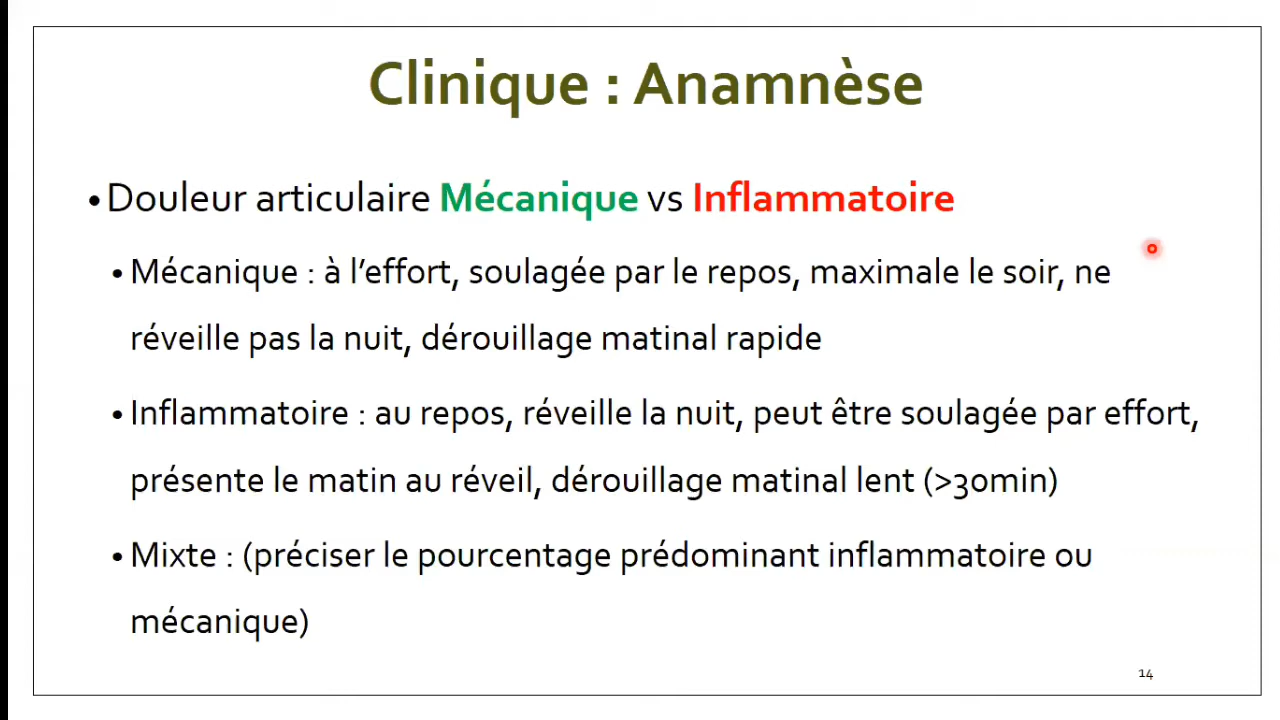 Clinique : Anamnèse
• Douleur articulaire Mécanique vs Inflammatoire
• Mécanique : à l’effort, soulagée par le repos, maximale le soir, ne
réveille pas la nuit, dérouillage matinal rapide
• Inflammatoire : au repos, réveille la nuit, peut être soulagée par effort,
présente le matin au réveil, dérouillage matinal lent (>30min)
• Mixte : (préciser le pourcentage prédominant inflammatoire ou
mécanique)
14